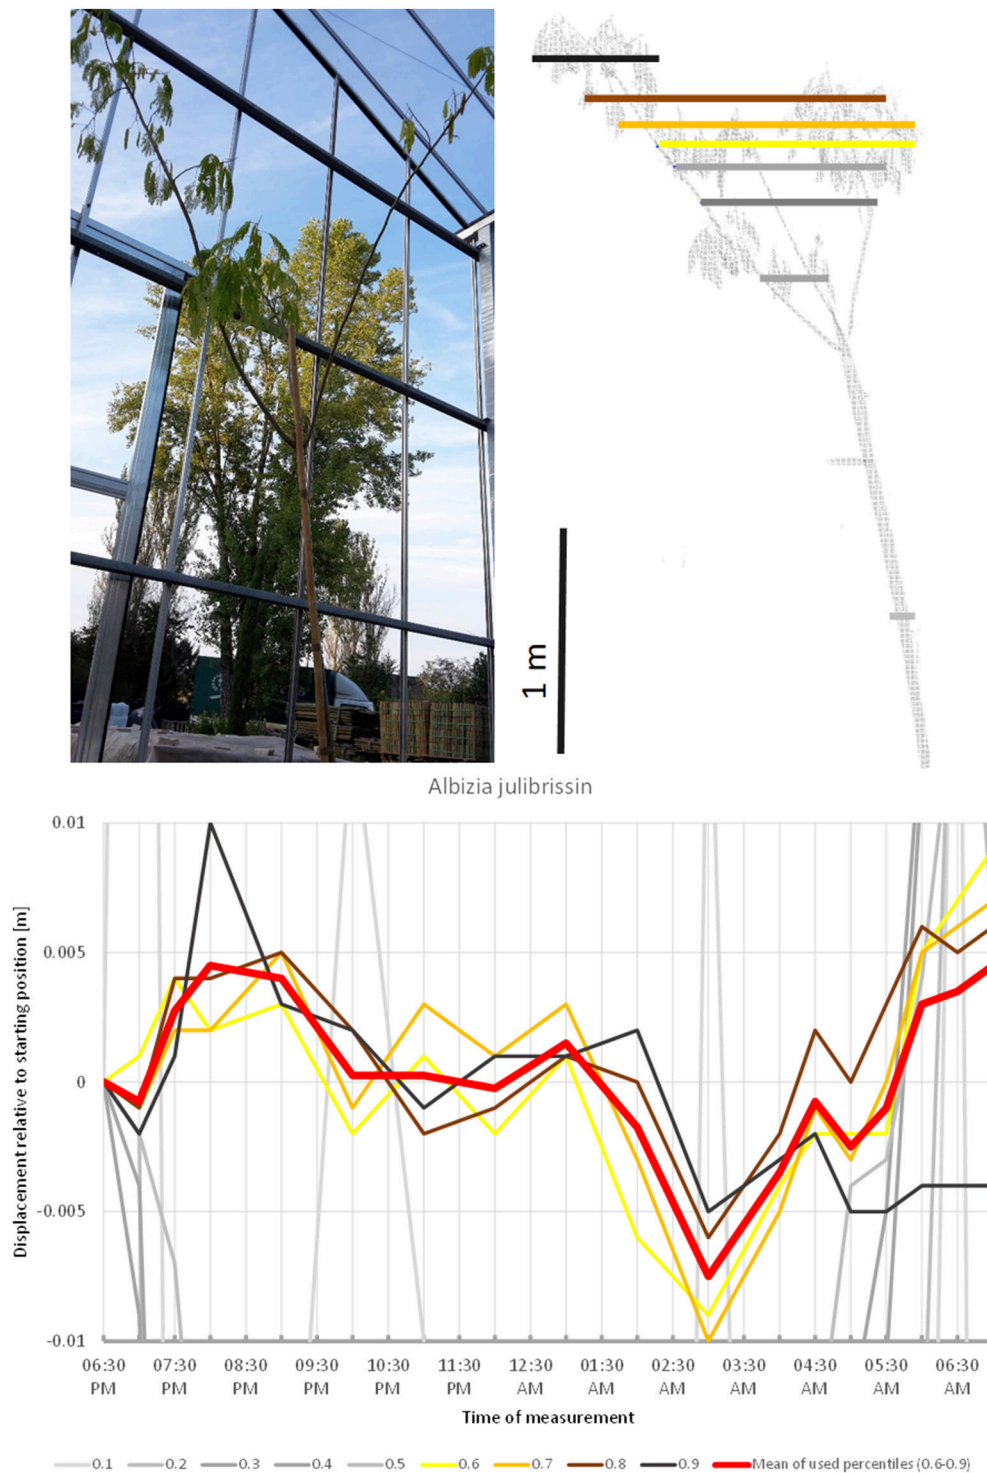 1 m
Albizia julibrissin
Displacement relative to starting position [m]
0.01
0.005
0
-0.005
-0.01
06:30 07:30 08:30 09:30 10:30 11:30 12:30 01:30 02:30 03:30 04:30 05:30 06:30
PM PM PM PM PM PM AM AM AM AM AM AM AM
Time of measurement
0.1 0.2 0.3 0.4 0.5 0.6 0.7 0.8 0.9 Mean of used percentiles (0.6-0.9)